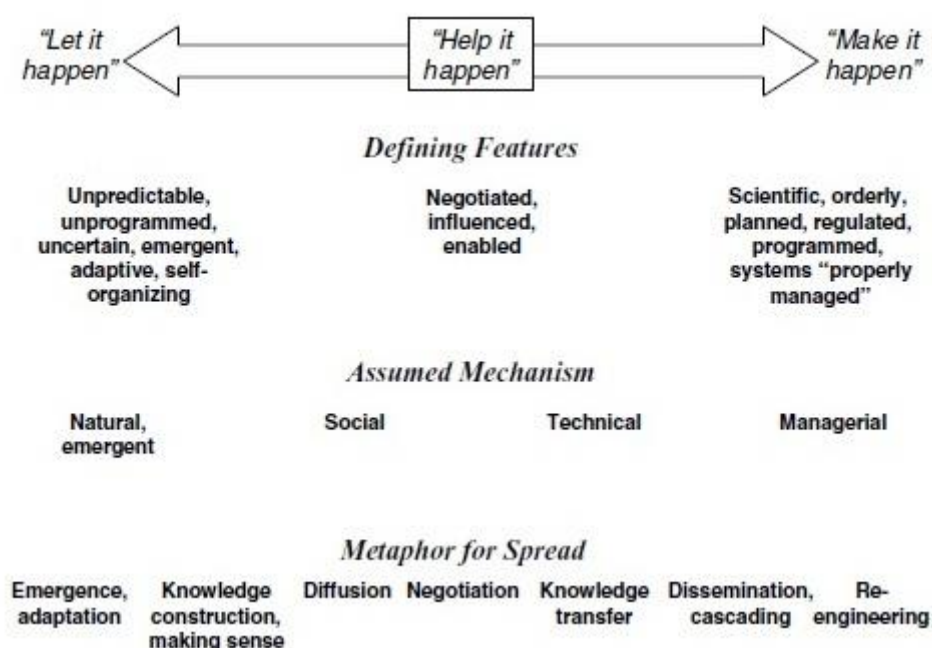 “Let it
happen”
“Help it
happen”
“Make it
happen”
Defining Features
Unpredictable,
unprogrammed,
uncertain, emergent,
adaptive, self-
organizing
Negotiated,
influenced,
enabled
Scientific, orderly,
planned, regulated,
programmed,
systems “properly
managed”
Assumed Mechanism
Natural,
emergent
Social
Technical
Managerial
Metaphor for Spread
Emergence,
adaptation
Knowledge
construction,
making sense
Diffusion
Negotiation
Knowledge
transfer
Dissemination,
cascading
Re-
engineering